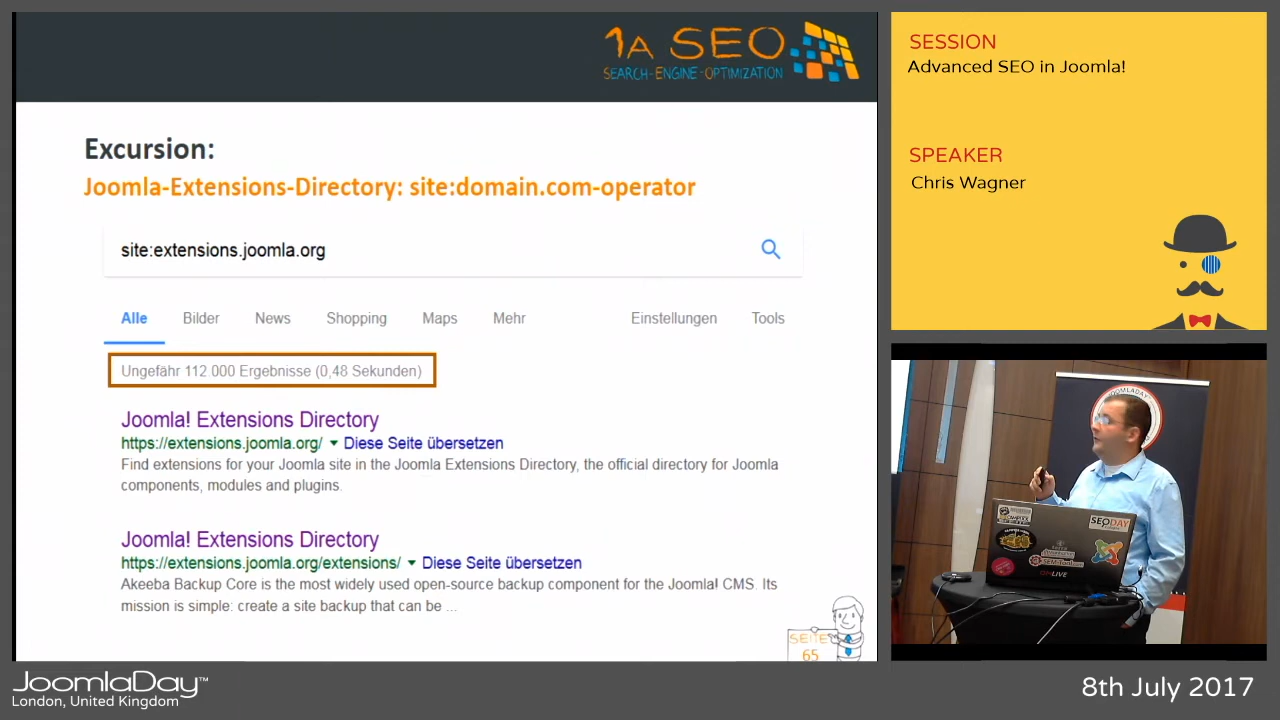 1A SEO
SEARCH-ENGINE-OPTIMIZATION
Excursion:
Joomla-Extensions-Directory: site:domain.com-operator
site:extensions.joomla.org
Alle Bilder News Shopping Maps Mehr Einstellungen Tools
Ungefähr 112.000 Ergebnisse (0,48 Sekunden)
Joomla! Extensions Directory
https://extensions.joomla.org/ Diese Seite übersetzen
Find extensions for your Joomla site in the Joomla Extensions Directory, the official directory for Joomla
components, modules and plugins.
Joomla! Extensions Directory
https://extensions.joomla.org/extensions/ Diese Seite übersetzen
Akeeba Backup Core is the most widely used open-source backup component for the Joomla! CMS. Its
mission is simple: create a site backup that can be ...
SEITE
65
SESSION
Advanced SEO in Joomla!
SPEAKER
Chris Wagner
SEODAY
JoomlaDay™
London, United Kingdom
8th July 2017